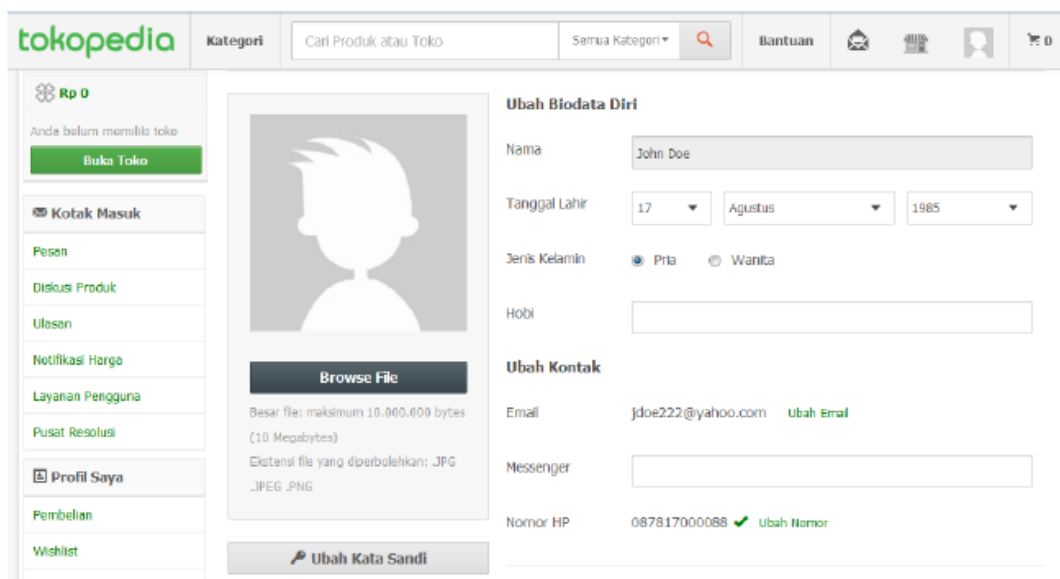 tokopedia Kategori Cari Produk atau Toko Semua Kategori Bantuan 0
Rp 0
Anda belum memiliki toko
Buka Toko
Kotak Masuk
Pesan
Diskusi Produk
Ulasan
Notifikasi Harga
Layanan Pengguna
Pusat Resolusi
Profil Saya
Pembelian
Wishlist
Browse File
Besar file: maksimum 10.000.000 bytes
(10 Megabytes)
Ekstensi file yang diperbolehkan: .JPG
.JPEG .PNG
Ubah Kata Sandi
Ubah Biodata Diri
Nama John Doe
Tanggal Lahir 17 Agustus 1985
Jenis Kelamin Pria Wanita
Hobi
Ubah Kontak
Email jdoe222@yahoo.com Ubah Email
Messenger
Nomor HP 087817000088 Ubah Nomor